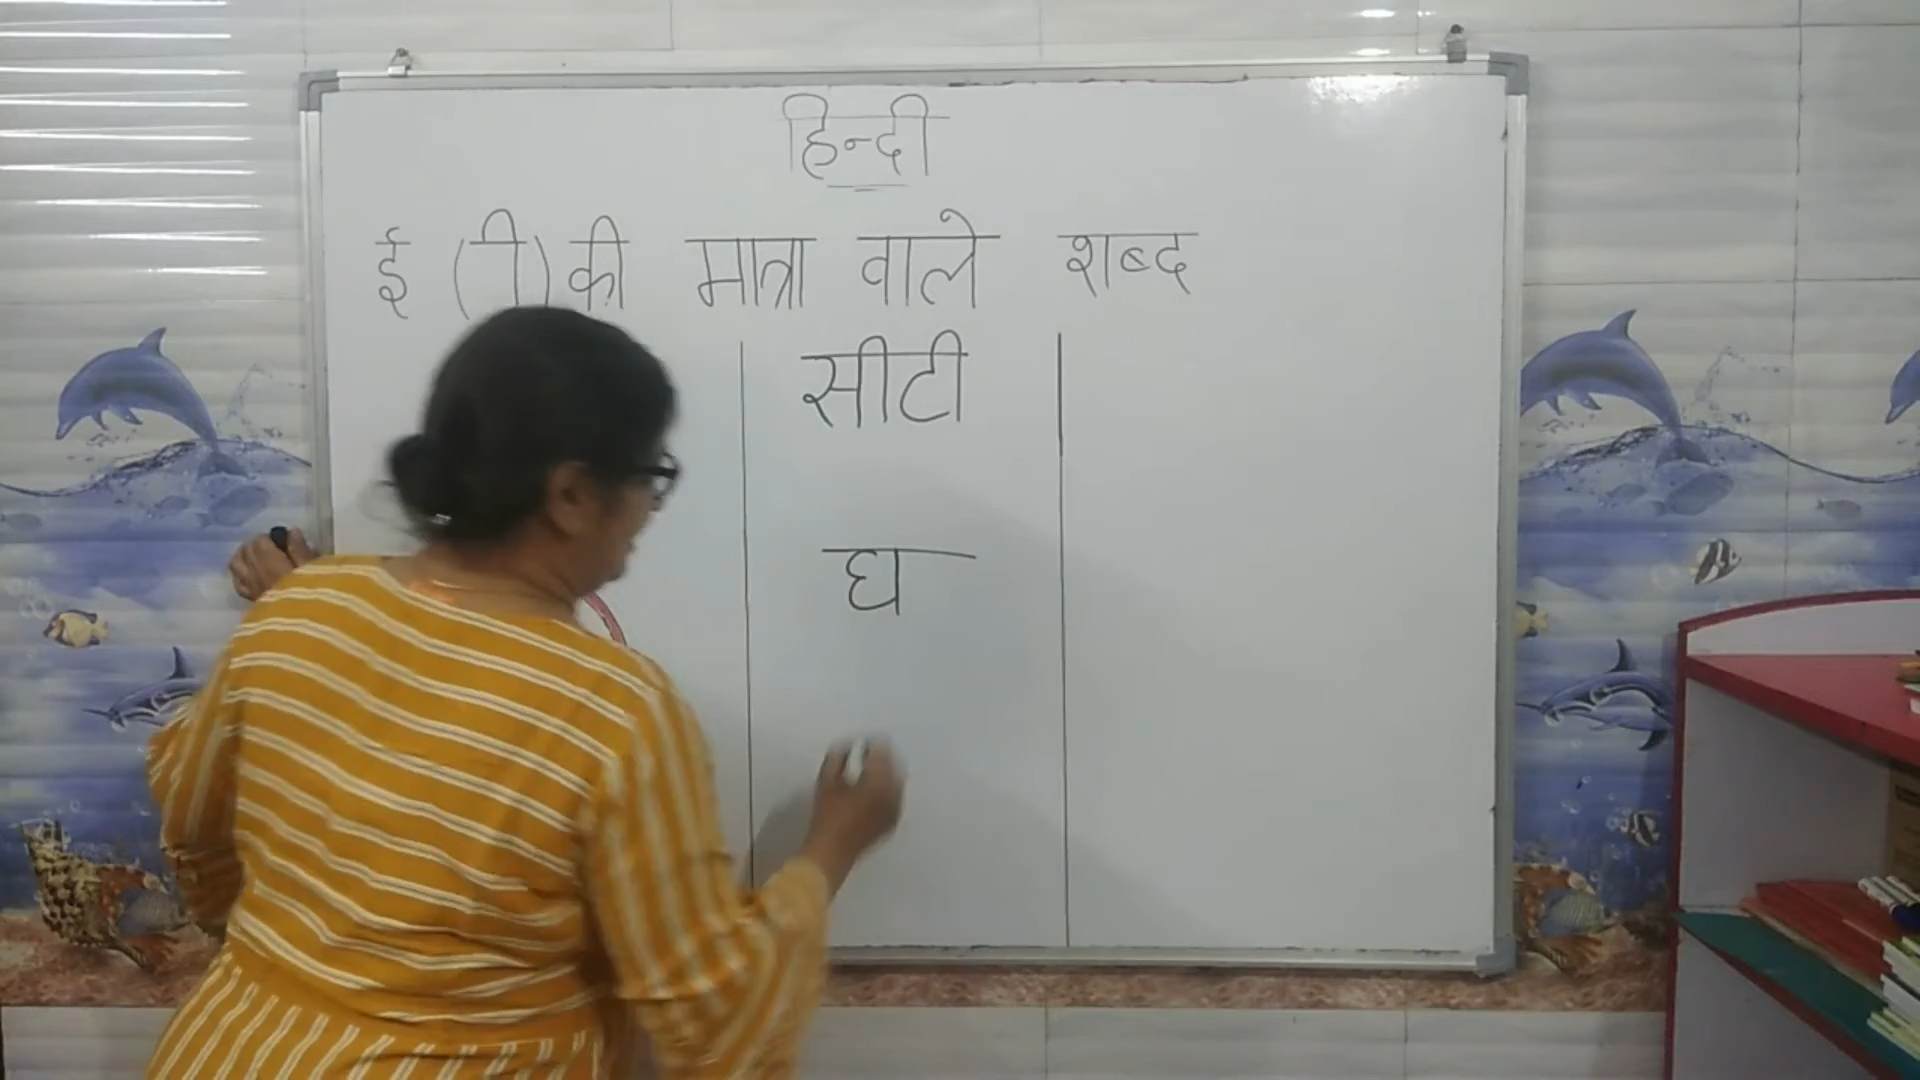 हिन्दी
ई (ी) की मात्रा वाले शब्द
सीटी
घ